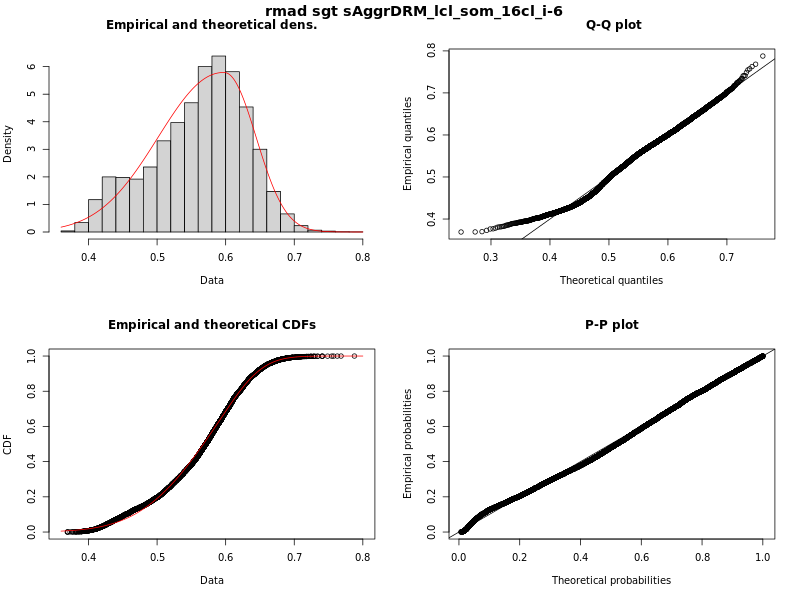 rmad sgt sAggrDRM_lcl_som_16cl_i-6
Empirical and theoretical dens.
Density
0 1 2 3 4 5 6
0.4 0.5 0.6 0.7 0.8
Data
Q-Q plot
Empirical quantiles
0.4 0.5 0.6 0.7 0.8
0.3 0.4 0.5 0.6 0.7
Theoretical quantiles
Empirical and theoretical CDFs
CDF
0.0 0.2 0.4 0.6 0.8 1.0
0.4 0.5 0.6 0.7 0.8
Data
P-P plot
Empirical probabilities
0.0 0.2 0.4 0.6 0.8 1.0
0.0 0.2 0.4 0.6 0.8 1.0
Theoretical probabilities